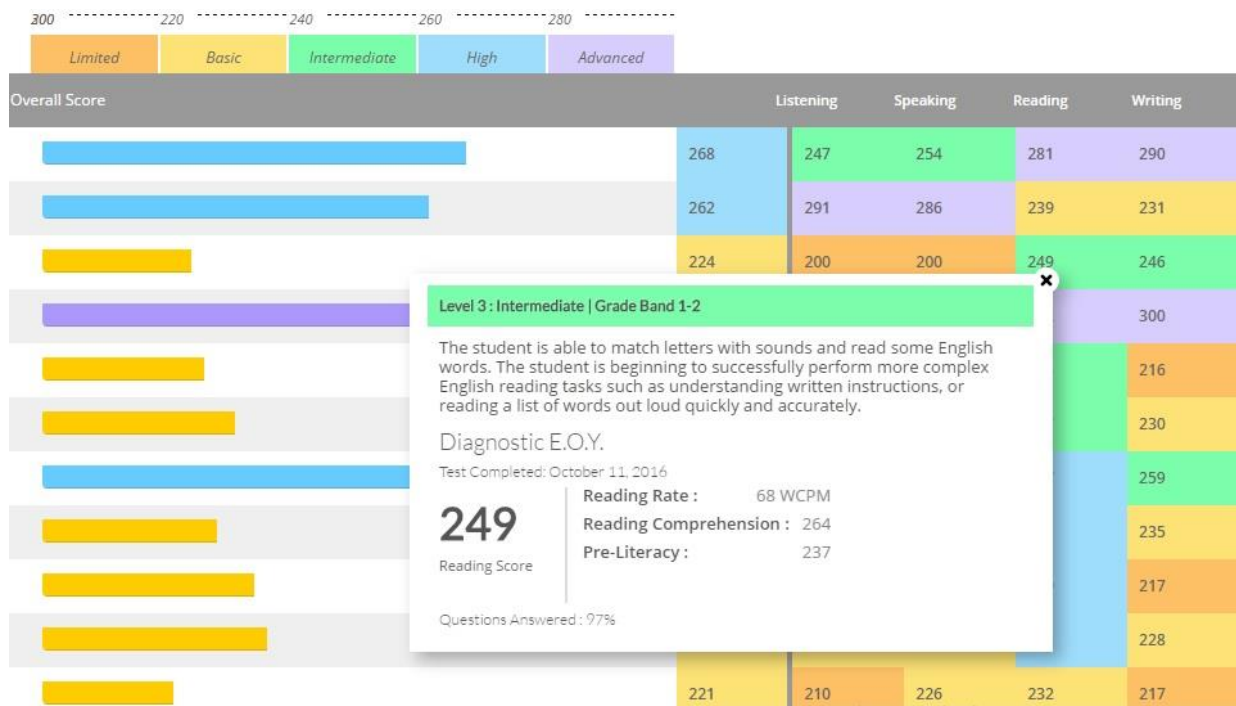 300 220 240 260 280
Limited Basic Intermediate High Advanced
Overall Score Listening Speaking Reading Writing
268 247 254 281 290
262 291 286 239 231
224 200 200 249 246
300
216
230
259
235
217
228
221 210 226 232 217
Level 3 : Intermediate | Grade Band 1-2
The student is able to match letters with sounds and read some English
words. The student is beginning to successfully perform more complex
English reading tasks such as understanding written instructions, or
reading a list of words out loud quickly and accurately.
Diagnostic E.O.Y.
Test Completed: October 11, 2016
249
Reading Score
Reading Rate : 68 WCPM
Reading Comprehension : 264
Pre-Literacy : 237
Questions Answered : 97%